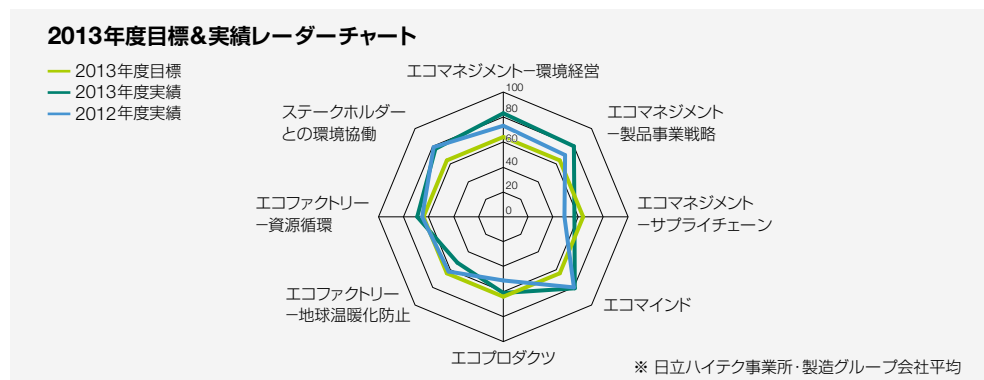 2013年度目標&実績レーダーチャート
2013年度目標
2013年度実績
2012年度実績
エコマネジメント−環境経営
エコマネジメント
−製品事業戦略
エコマネジメント
−サプライチェーン
エコマインド
エコプロダクツ
エコファクトリー
−地球温暖化防止
エコファクトリー
−資源循環
ステークホルダー
との環境協働
100
80
60
40
20
0
※ 日立ハイテク事業所・製造グループ会社平均